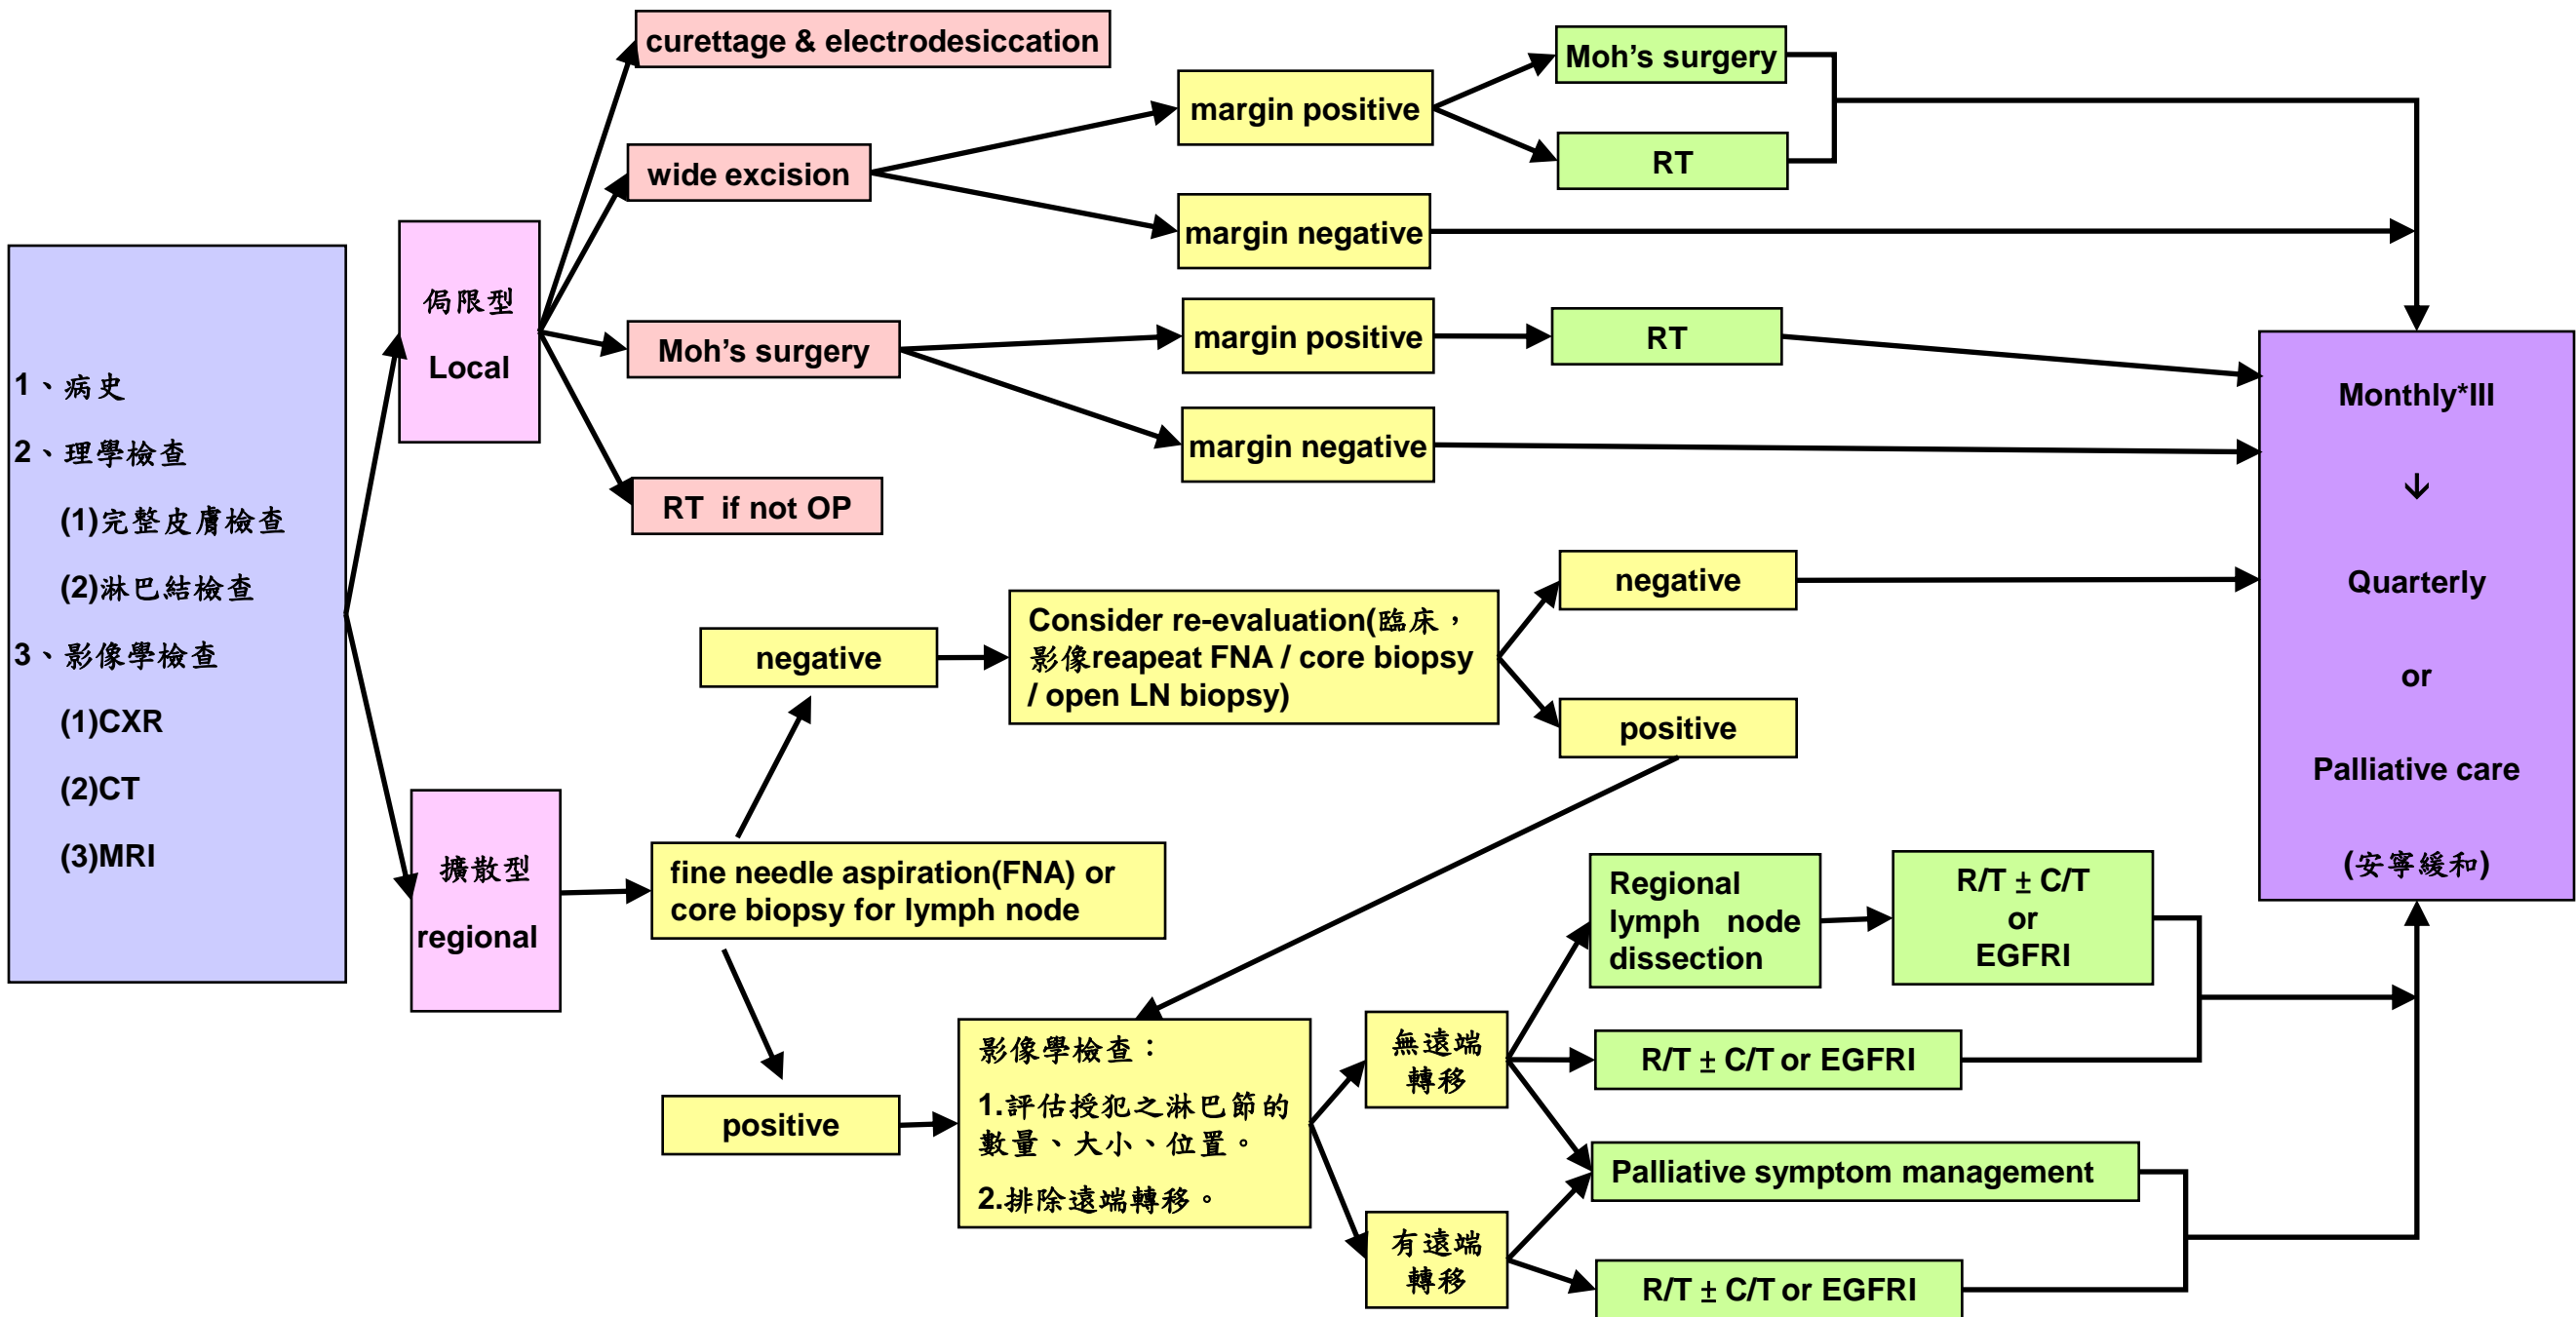 1、病史
2、理學檢查
(1)完整皮膚檢查
(2)淋巴結檢查
3、影像學檢查
(1)CXR
(2)CT
(3)MRI
侷限型
Local
擴散型
regional
curettage & electrodesiccation
wide excision
Moh’s surgery
RT if not OP
margin positive
margin negative
margin positive
margin negative
Moh’s surgery
RT
RT
negative
Consider re-evaluation(臨床，
影像reapeat FNA / core biopsy
/ open LN biopsy)
negative
positive
fine needle aspiration(FNA) or
core biopsy for lymph node
positive
影像學檢查：
1.評估授犯之淋巴節的
數量、大小、位置。
2.排除遠端轉移。
無遠端
轉移
有遠端
轉移
Regional
lymph node
dissection
R/T ± C/T
or
EGFRI
R/T ± C/T or EGFRI
Palliative symptom management
R/T ± C/T or EGFRI
Monthly*III
↓
Quarterly
or
Palliative care
(安寧緩和)